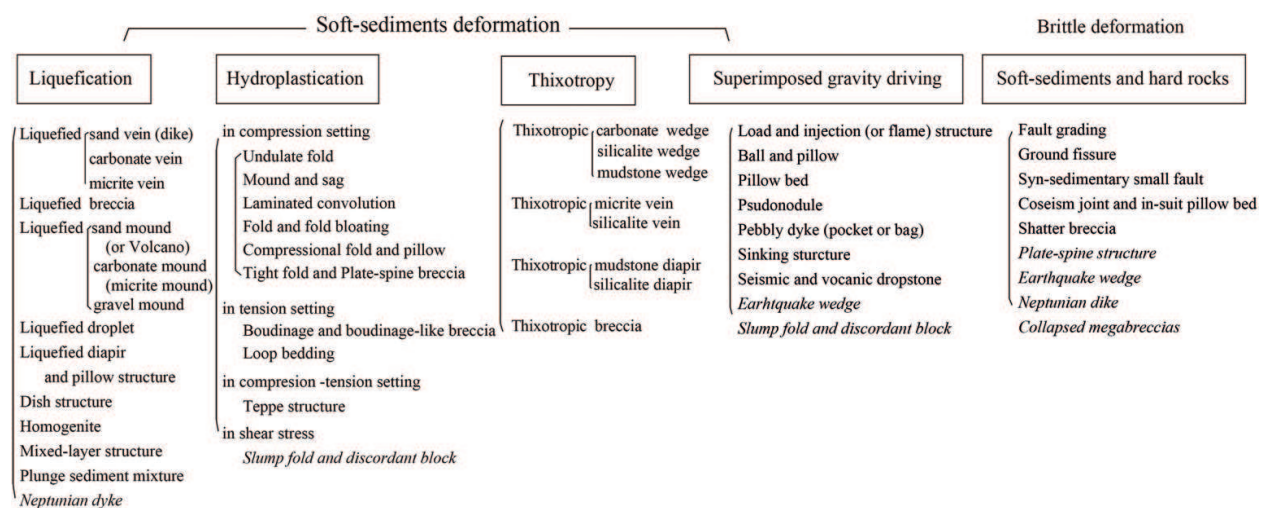 Soft-sediments deformation
Brittle deformation
Liquefication
Hydroplastication
Thixotropy
Superimposed gravity driving
Soft-sediments and hard rocks
Liquefied sand vein (dike)
carbonate vein
micrite vein
Liquefied breccia
Liquefied sand mound
(or Volcano)
carbonate mound
(micrite mound)
gravel mound
Liquefied droplet
Liquefied diapir
and pillow structure
Dish structure
Homogenite
Mixed-layer structure
Plunge sediment mixture
Neptunian dyke
in compression setting
Undulate fold
Mound and sag
Laminated convolution
Fold and fold bloating
Compressional fold and pillow
Tight fold and Plate-spine breccia
in tension setting
Boudinage and boudinage-like breccia
Loop bedding
in compresion -tension setting
Teppe structure
in shear stress
Slump fold and discordant block
Thixotropic carbonate wedge
silicalite wedge
mudstone wedge
Thixotropic micrite vein
silicalite vein
Thixotropic mudstone diapir
silicalite diapir
Thixotropic breccia
Load and injection (or flame) structure
Ball and pillow
Pillow bed
Psudonodule
Pebbly dyke (pocket or bag)
Sinking sturcture
Seismic and vocanic dropstone
Earhtquake wedge
Slump fold and discordant block
Fault grading
Ground fissure
Syn-sedimentary small fault
Coseism joint and in-suit pillow bed
Shatter breccia
Plate-spine structure
Earthquake wedge
Neptunian dike
Collapsed megabreccias